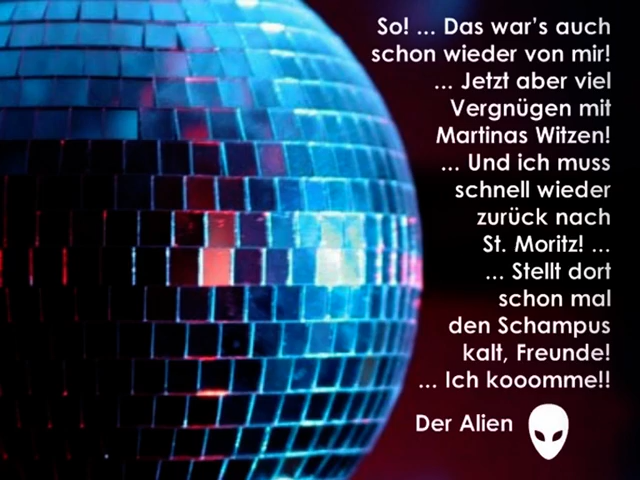 So! ... Das war's auch
schon wieder von mir!
... Jetzt aber viel
Vergnügen mit
Martinas Witzen!
... Und ich muss
schnell wieder
zurück nach
St. Moritz! ...
... Stellt dort
schon mal
den Schampus
kalt, Freunde!
... Ich kooomme!!
Der Alien